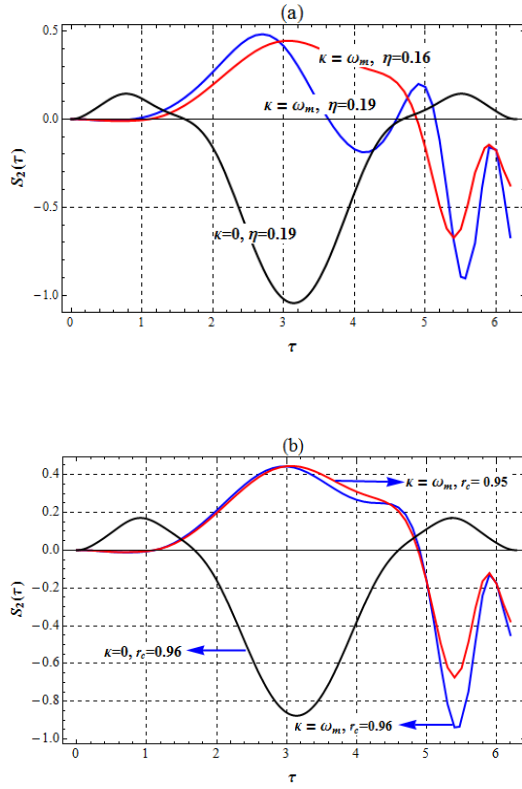 (a)
0.5
κ = ωm, η=0.16
κ = ωm, η=0.19
0.0
S2(τ)
-0.5
κ=0, η=0.19
-1.0
0 1 2 3 4 5 6
τ
(b)
0.4
κ = ωm, rc= 0.95
0.2
0.0
S2(τ)
-0.2
-0.4
κ=0, rc=0.96
-0.6
-0.8
κ = ωm, rc=0.96
-1.0
0 1 2 3 4 5 6
τ